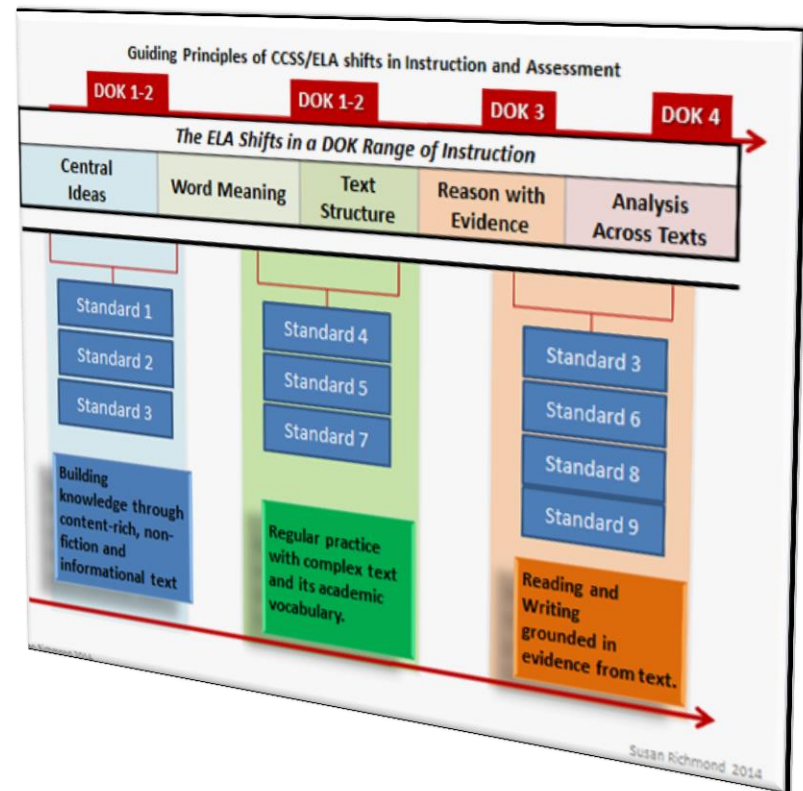 Guiding Principles of CCSS/ELA shifts in Instruction and Assessment
DOK 1-2
DOK 1-2
DOK 3
DOK 4
The ELA Shifts in a DOK Range of Instruction
Central
Ideas
Word Meaning
Text
Structure
Reason with
Evidence
Analysis
Across Texts
Standard 1
Standard 2
Standard 3
Building
knowledge through
content-rich, non-
fiction and
informational text
Standard 4
Standard 5
Standard 7
Regular practice
with complex text
and its academic
vocabulary.
Standard 3
Standard 6
Standard 8
Standard 9
Reading and
Writing
grounded in
evidence from text.
Susan Richmond 2014